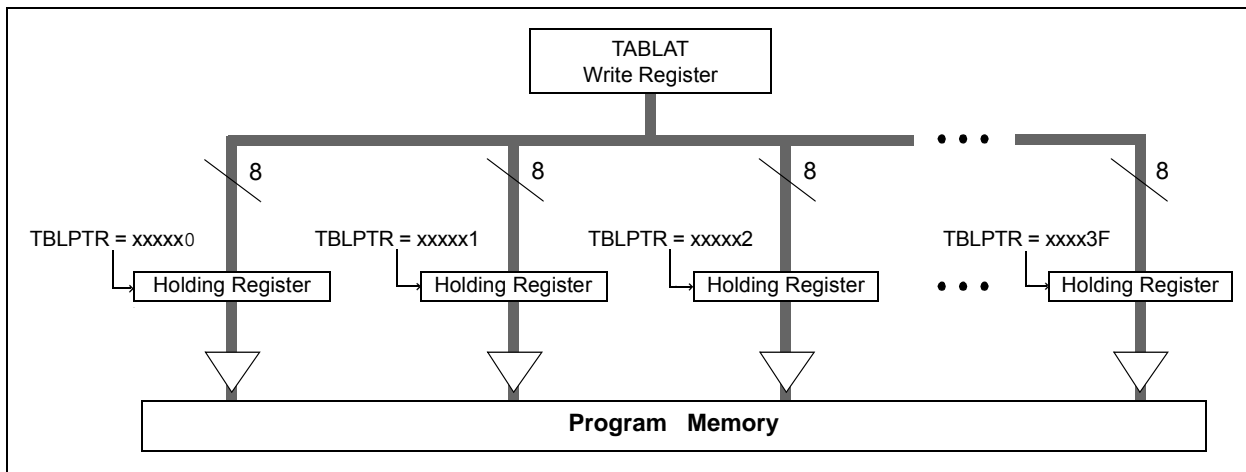 TABLAT
Write Register
• • •
8
8
8
8
TBLPTR = xxxxx0
TBLPTR = xxxxx1
TBLPTR = xxxxx2
TBLPTR = xxxx3F
Holding Register
Holding Register
Holding Register
• • •
Holding Register
Program Memory